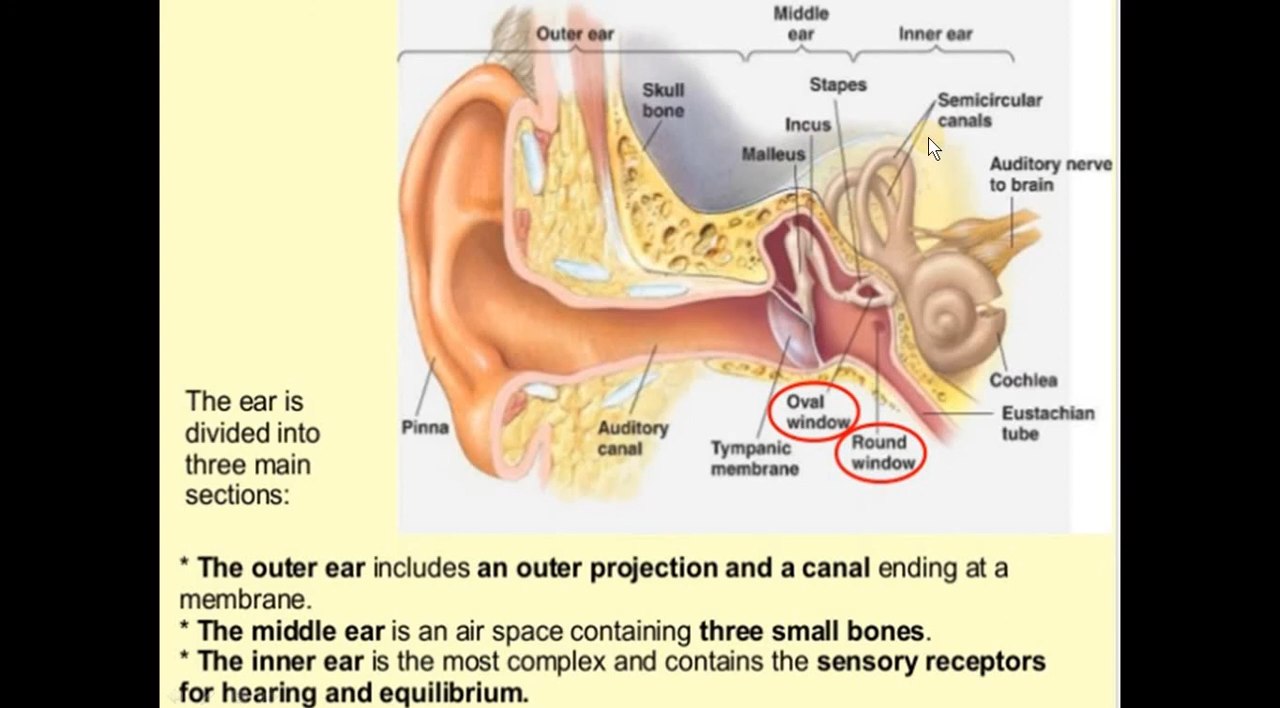 Outer ear
Middle
ear
Inner ear
Skull
bone
Stapes
Incus
Malleus
Semicircular
canals
Auditory nerve
to brain
Pinna
Auditory
canal
Tympanic
membrane
Oval
window
Round
window
Cochlea
Eustachian
tube
The ear is
divided into
three main
sections:
* The outer ear includes an outer projection and a canal ending at a
membrane.
* The middle ear is an air space containing three small bones.
* The inner ear is the most complex and contains the sensory receptors
for hearing and equilibrium.